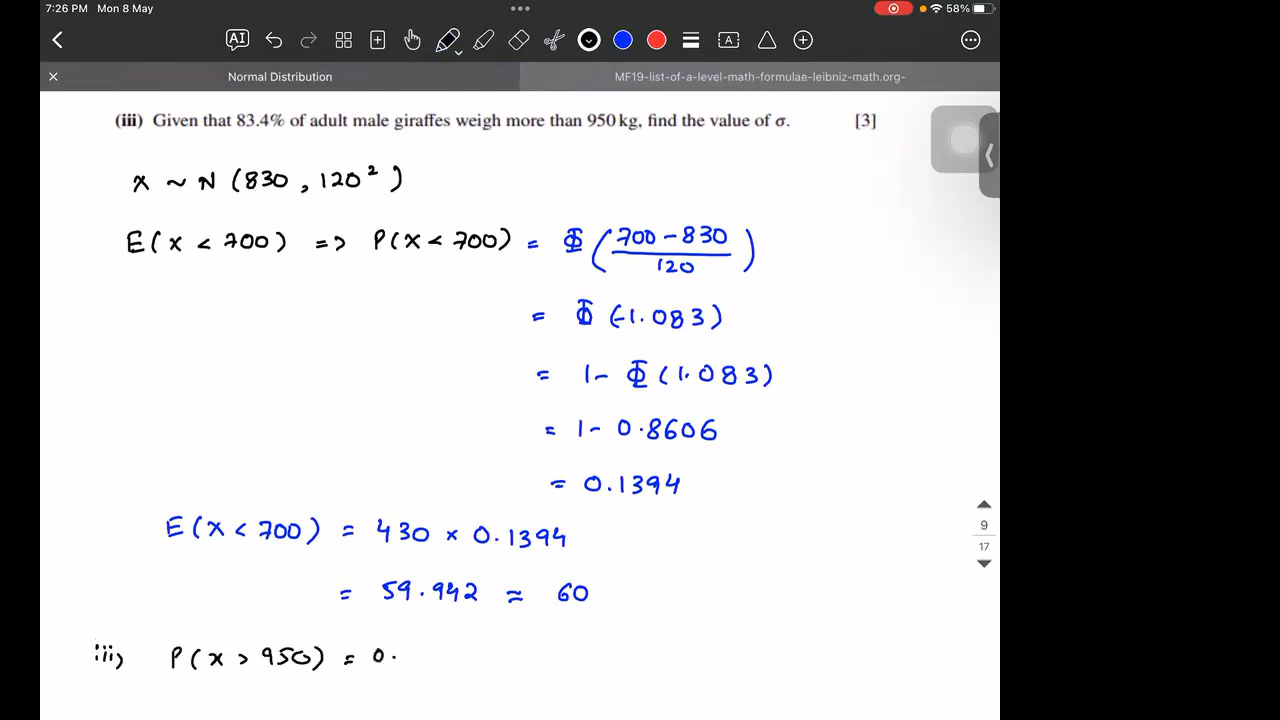 7:26 PM Mon 8 May
58%
Normal Distribution
MF19-list-of-a-level-math-formulae-leibniz-math.org-
(iii) Given that 83.4% of adult male giraffes weigh more than 950 kg, find the value of σ. [3]
X ~ N (830, 120²)
E(X < 700) => P(X < 700) = Φ((700 - 830)/120)
= Φ(-1.083)
= 1 - Φ(1.083)
= 1 - 0.8606
= 0.1394
E(X < 700) = 430 × 0.1394
= 59.942 ≈ 60
iii) P(X > 950) = 0.
9
17